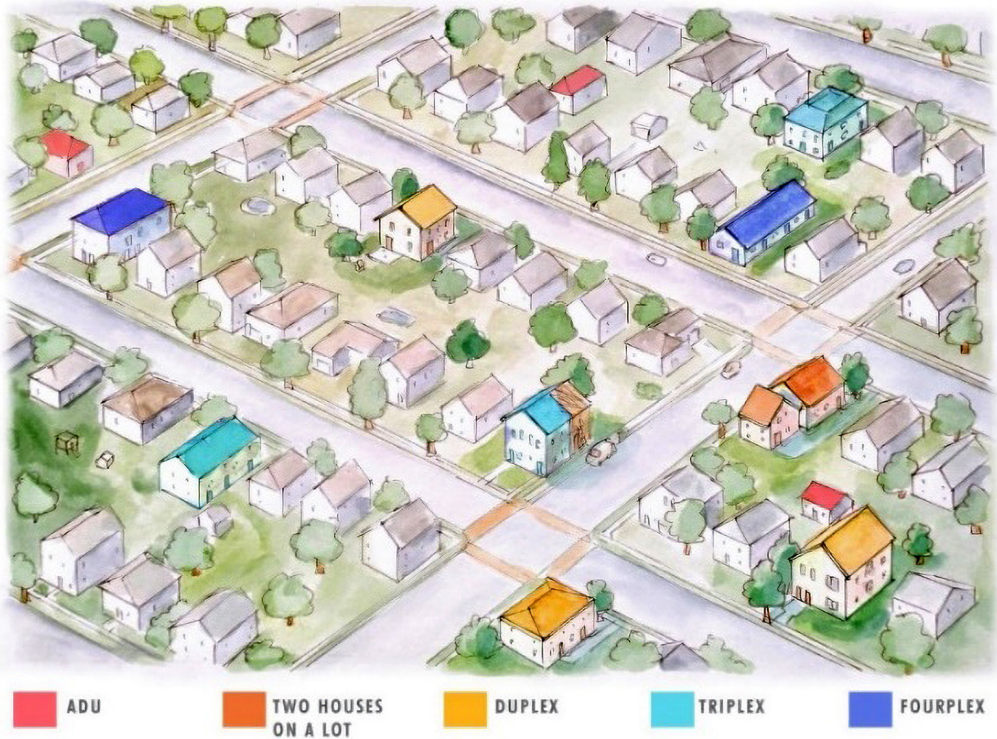 ADU
TWO HOUSES
ON A LOT
DUPLEX
TRIPLEX
FOURPLEX